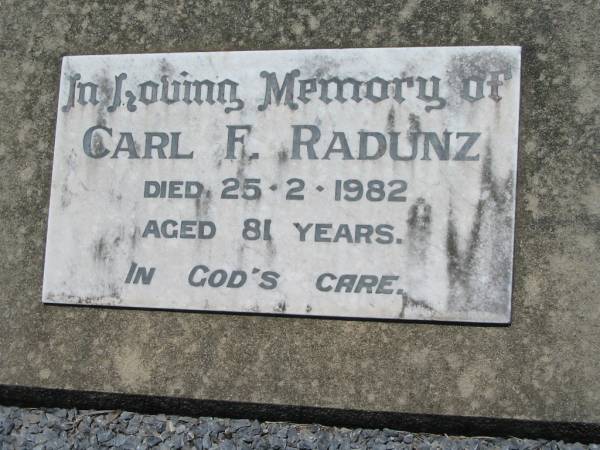 In Loving Memory of
CARL F. RADUNZ
DIED 25·2·1982
AGED 81 YEARS.
IN GOD'S CARE.